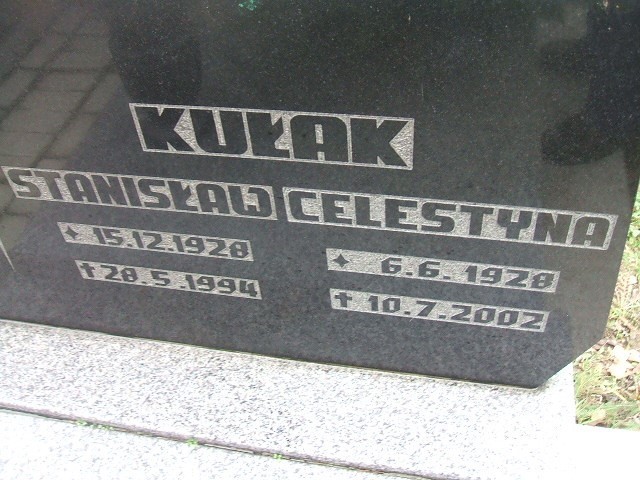 KUŁAK
STANISŁAW CELESTYNA
✦ 15.12.1928 ✦ 6.6.1928
✝ 28.5.1994 ✝ 10.7.2002